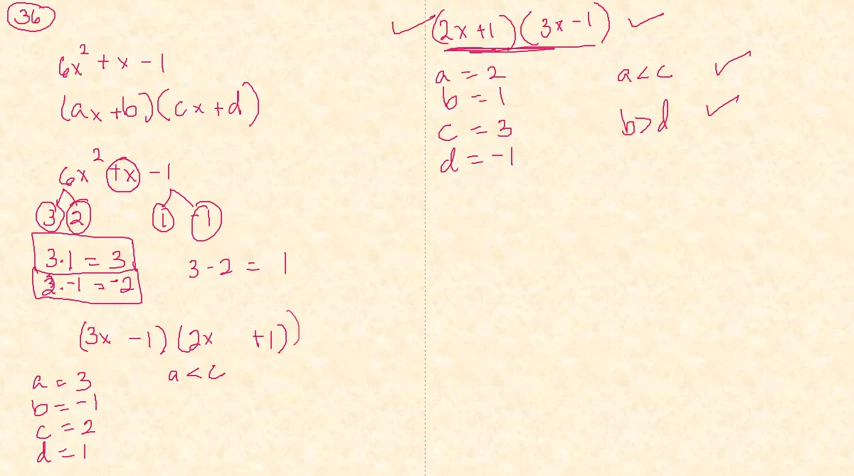 36
6x² + x - 1
(ax + b)(cx + d)
6x² + x - 1
3 2 1 -1
3·1 = 3
2·-1 = -2
3 - 2 = 1
(3x - 1)(2x + 1))
a = 3
b = -1
c = 2
d = 1
a < c
(2x + 1)(3x - 1)
a = 2
b = 1
c = 3
d = -1
a < c
b > d